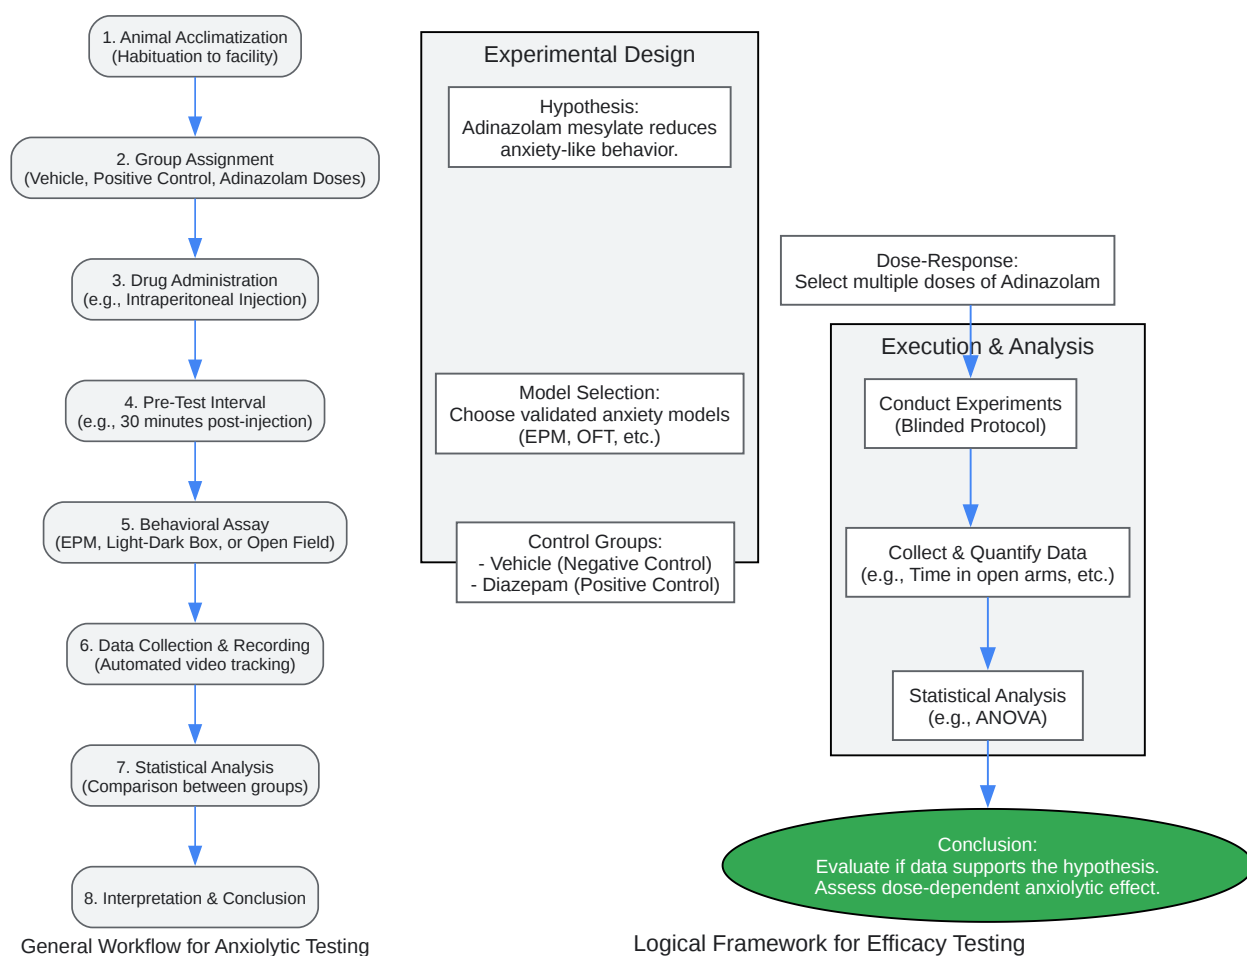 1. Animal Acclimatization
(Habituation to facility)
2. Group Assignment
(Vehicle, Positive Control, Adinazolam Doses)
3. Drug Administration
(e.g., Intraperitoneal Injection)
4. Pre-Test Interval
(e.g., 30 minutes post-injection)
5. Behavioral Assay
(EPM, Light-Dark Box, or Open Field)
6. Data Collection & Recording
(Automated video tracking)
7. Statistical Analysis
(Comparison between groups)
8. Interpretation & Conclusion
General Workflow for Anxiolytic Testing
Experimental Design
Hypothesis:
Adinazolam mesylate reduces
anxiety-like behavior.
Model Selection:
Choose validated anxiety models
(EPM, OFT, etc.)
Control Groups:
- Vehicle (Negative Control)
- Diazepam (Positive Control)
Dose-Response:
Select multiple doses of Adinazolam
Execution & Analysis
Conduct Experiments
(Blinded Protocol)
Collect & Quantify Data
(e.g., Time in open arms, etc.)
Statistical Analysis
(e.g., ANOVA)
Conclusion:
Evaluate if data supports the hypothesis.
Assess dose-dependent anxiolytic effect.
Logical Framework for Efficacy Testing